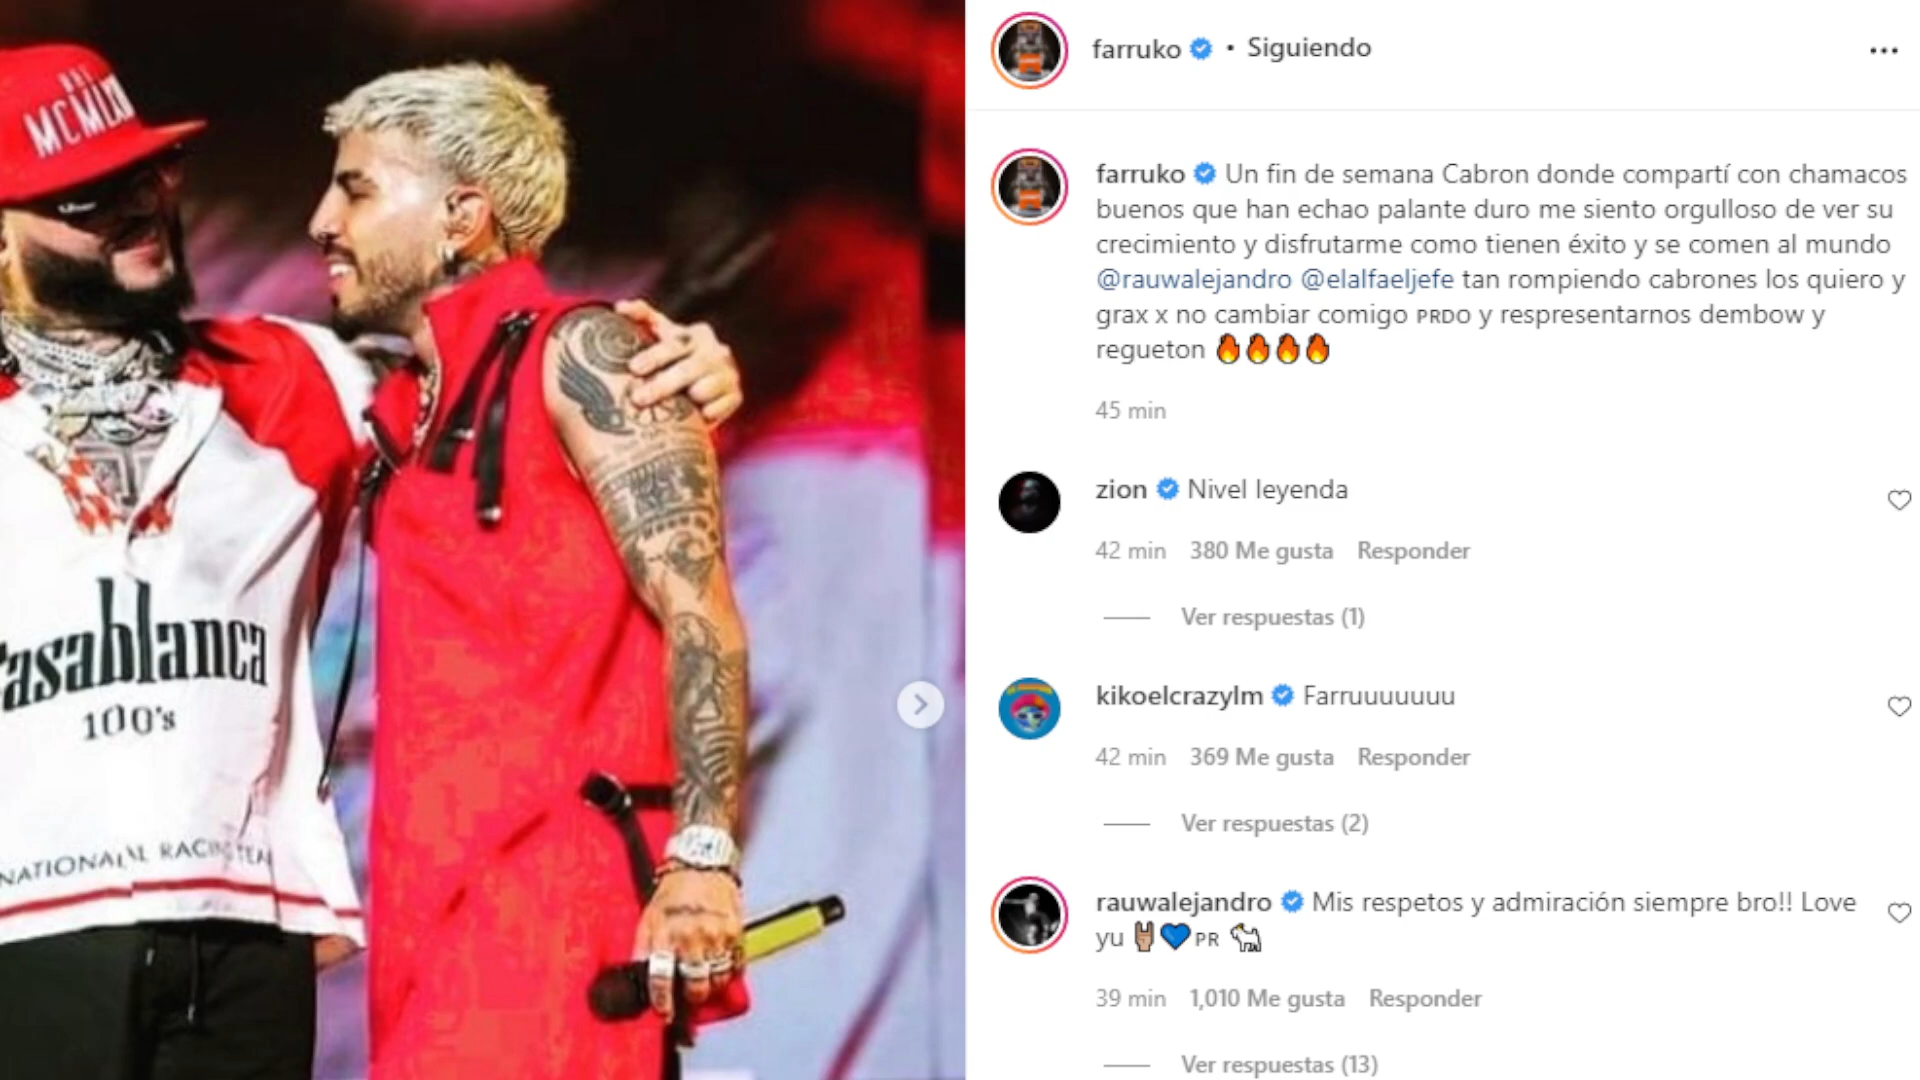 MCMLXIV
Casablanca
100's
NATIONAL RACING TEAM
farruko • Siguiendo
farruko Un fin de semana Cabron donde compartí con chamacos
buenos que han echao palante duro me siento orgulloso de ver su
crecimiento y disfrutarme como tienen éxito y se comen al mundo
@rauwalejandro @elalfaeljefe tan rompiendo cabrones los quiero y
grax x no cambiar comigo PRDO y respresentarnos dembow y
regueton 🔥🔥🔥🔥
45 min
zion Nivel leyenda
42 min 380 Me gusta Responder
Ver respuestas (1)
kikoelcrazylm Farruuuuuuu
42 min 369 Me gusta Responder
Ver respuestas (2)
rauwalejandro Mis respetos y admiración siempre bro!! Love
yu 🤘🏽💙PR 🐐
39 min 1,010 Me gusta Responder
Ver respuestas (13)